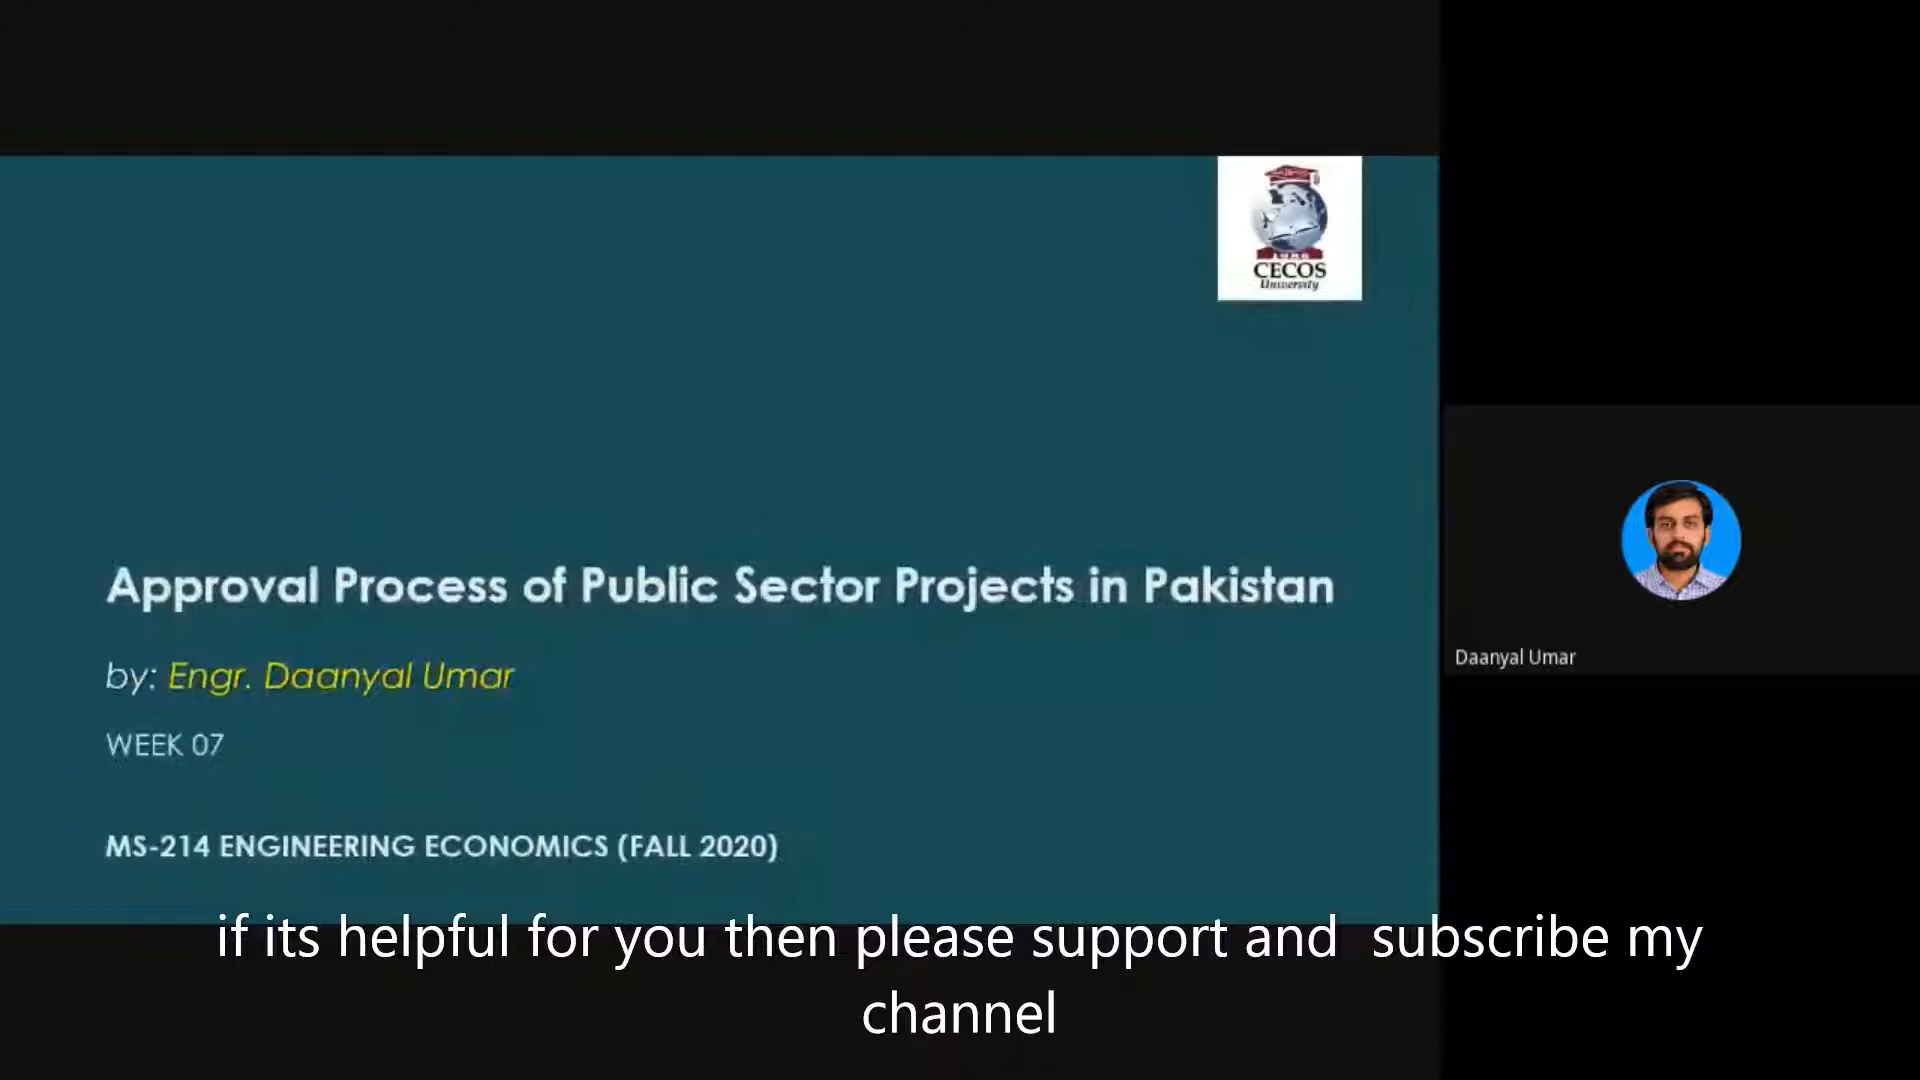 CECOS
University
Approval Process of Public Sector Projects in Pakistan
by: Engr. Daanyal Umar
WEEK 07
MS-214 ENGINEERING ECONOMICS (FALL 2020)
Daanyal Umar
if its helpful for you then please support and  subscribe my
channel